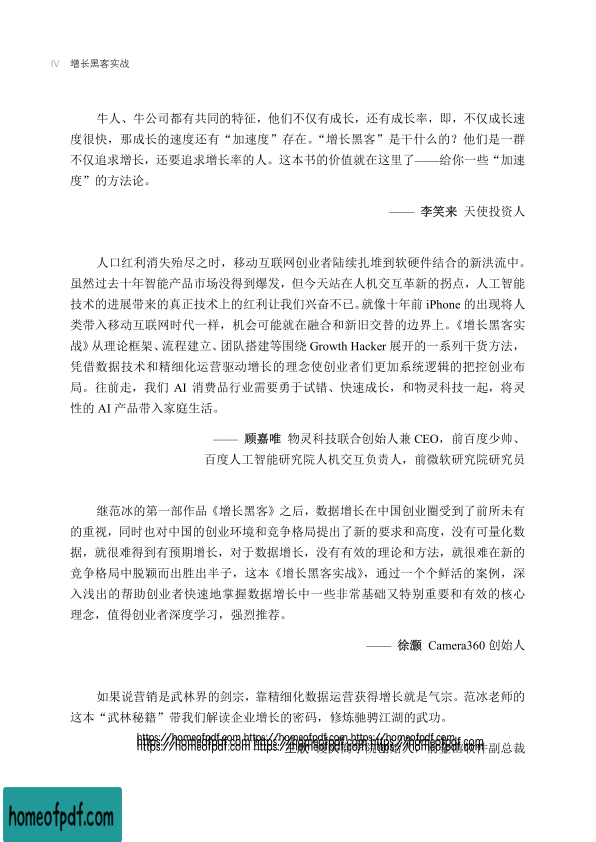 IV 增长黑客实战
牛人、牛公司都有共同的特征，他们不仅有成长，还有成长率，即，不仅成长速
度很快，那成长的速度还有“加速度”存在。“增长黑客”是干什么的？他们是一群
不仅追求增长，还要追求增长率的人。这本书的价值就在这里了——给你一些“加速
度”的方法论。
—— 李笑来 天使投资人
人口红利消失殆尽之时，移动互联网创业者陆续扎堆到软硬件结合的新洪流中。
虽然过去十年智能产品市场没得到爆发，但今天站在人机交互革新的拐点，人工智能
技术的进展带来的真正技术上的红利让我们兴奋不已。就像十年前 iPhone 的出现将人
类带入移动互联网时代一样，机会可能就在融合和新旧交替的边界上。《增长黑客实
战》从理论框架、流程建立、团队搭建等围绕 Growth Hacker 展开的一系列干货方法，
凭借数据技术和精细化运营驱动增长的理念使创业者们更加系统逻辑的把控创业布
局。往前走，我们 AI 消费品行业需要勇于试错、快速成长，和物灵科技一起，将灵
性的 AI 产品带入家庭生活。
—— 顾嘉唯 物灵科技联合创始人兼 CEO，前百度少帅、
百度人工智能研究院人机交互负责人，前微软研究院研究员
继范冰的第一部作品《增长黑客》之后，数据增长在中国创业圈受到了前所未有
的重视，同时也对中国的创业环境和竞争格局提出了新的要求和高度，没有可量化数
据，就很难得到有预期增长，对于数据增长，没有有效的理论和方法，就很难在新的
竞争格局中脱颖而出胜出半子，这本《增长黑客实战》，通过一个个鲜活的案例，深
入浅出的帮助创业者快速地掌握数据增长中一些非常基础又特别重要和有效的核心
理念，值得创业者深度学习，强烈推荐。
—— 徐灏 Camera360 创始人
如果说营销是武林界的剑宗，靠精细化数据运营获得增长就是气宗。范冰老师的
这本“武林秘籍”带我们解读企业增长的密码，修炼驰骋江湖的武功。
https://homeofpdf.com https://homeofpdf.com https://homeofpdf.com
https://homeofpdf.com https://homeofpdf.com https://homeofpdf.com
软件副总裁
homeofpdf.com